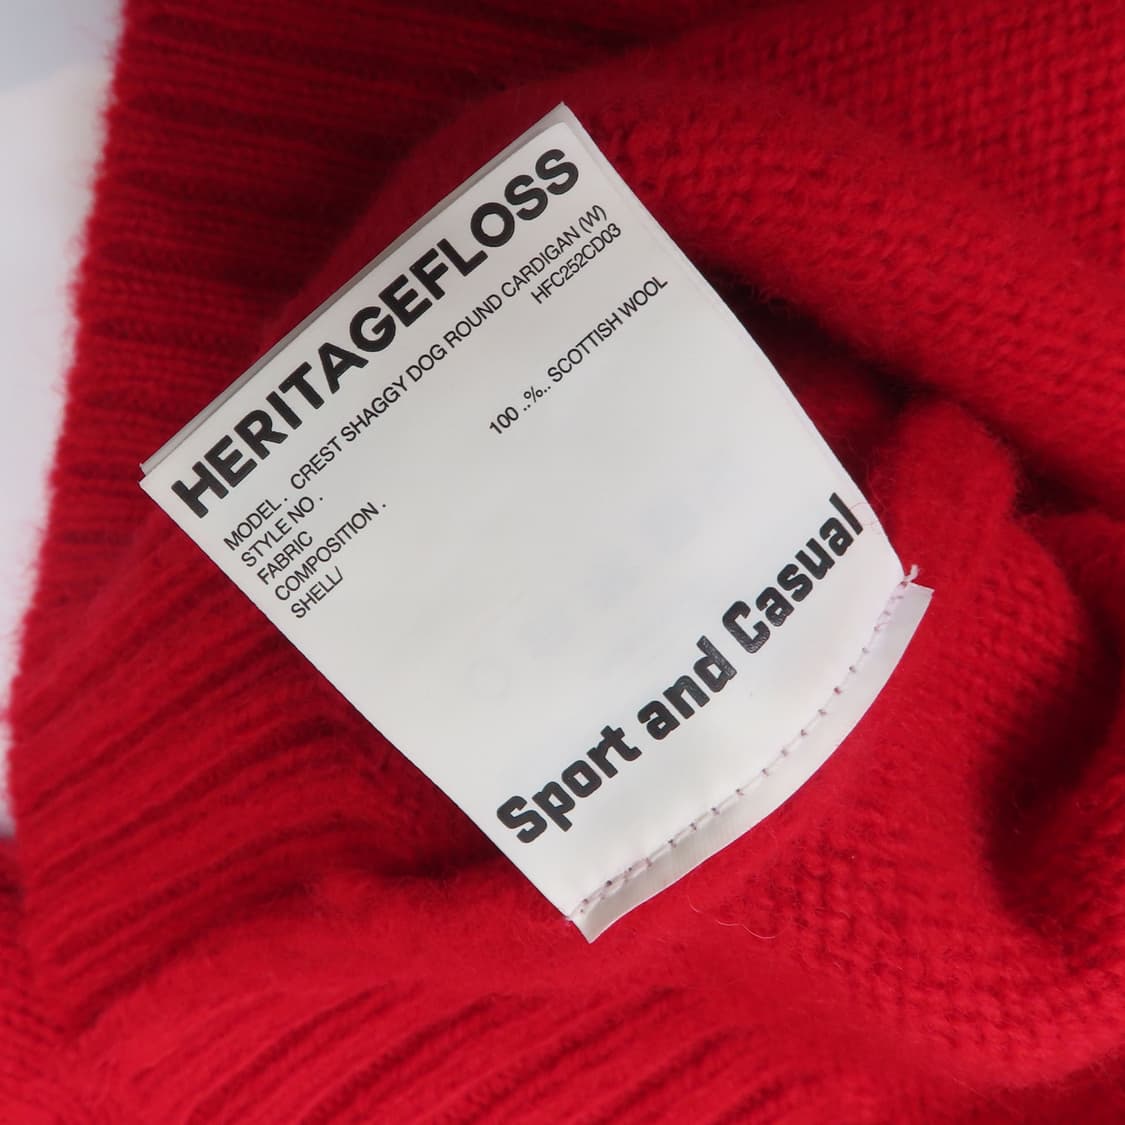 HERITAGEFLOSS
MODEL . CREST SHAGGY DOG ROUND CARDIGAN (W)
STYLE NO . HFC252CD03
FABRIC
COMPOSITION . 100 ..%.. SCOTTISH WOOL
SHELL/
Sport and Casual